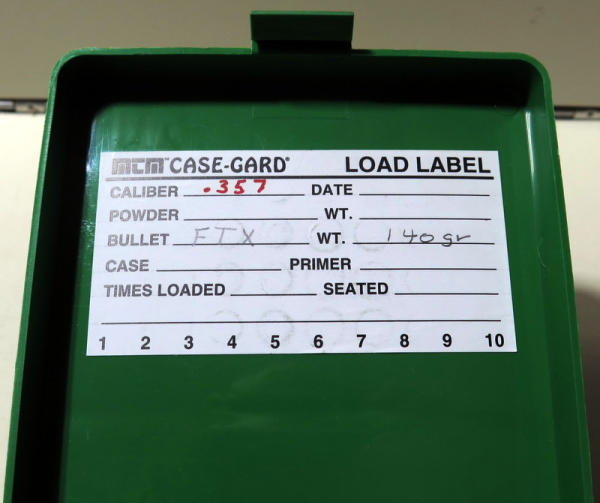 MTM™ CASE-GARD® LOAD LABEL
CALIBER .357 DATE
POWDER WT.
BULLET FTX WT. 140 gr
CASE PRIMER
TIMES LOADED SEATED
1 2 3 4 5 6 7 8 9 10